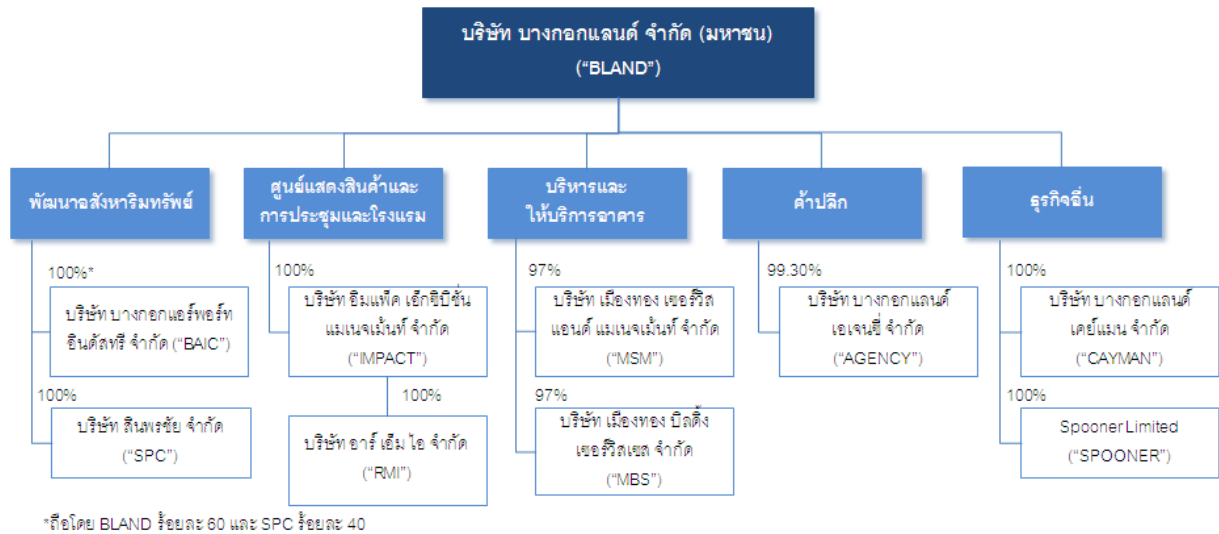 บริษัท บางกอกแลนด์ จำกัด (มหาชน)
(“BLAND”)
พัฒนาอสังหาริมทรัพย์
ศูนย์แสดงสินค้าและ
การประชุมและโรงแรม
บริหารและ
ให้บริการอาคาร
ค้าปลีก
ธุรกิจอื่น
100%*
บริษัท บางกอกแอร์พอร์ท
อินดัสทรี จำกัด (“BAIC”)
100%
บริษัท สินพรชัย จำกัด
(“SPC”)
100%
บริษัท อิมแพ็ค เอ็กซิบิชั่น
แมเนจเม้นท์ จำกัด
(“IMPACT”)
100%
บริษัท อาร์ เอ็ม ไอ จำกัด
(“RMI”)
97%
บริษัท เมืองทอง เซอร์วิส
แอนด์ แมเนจเม้นท์ จำกัด
(“MSM”)
97%
บริษัท เมืองทอง บิลดิ้ง
เซอร์วิสเซส จำกัด
(“MBS”)
99.30%
บริษัท บางกอกแลนด์
เอเจนซี่ จำกัด
(“AGENCY”)
100%
บริษัท บางกอกแลนด์
เคย์แมน จำกัด
(“CAYMAN”)
100%
Spooner Limited
(“SPOONER”)
*ถือโดย BLAND ร้อยละ 60 และ SPC ร้อยละ 40